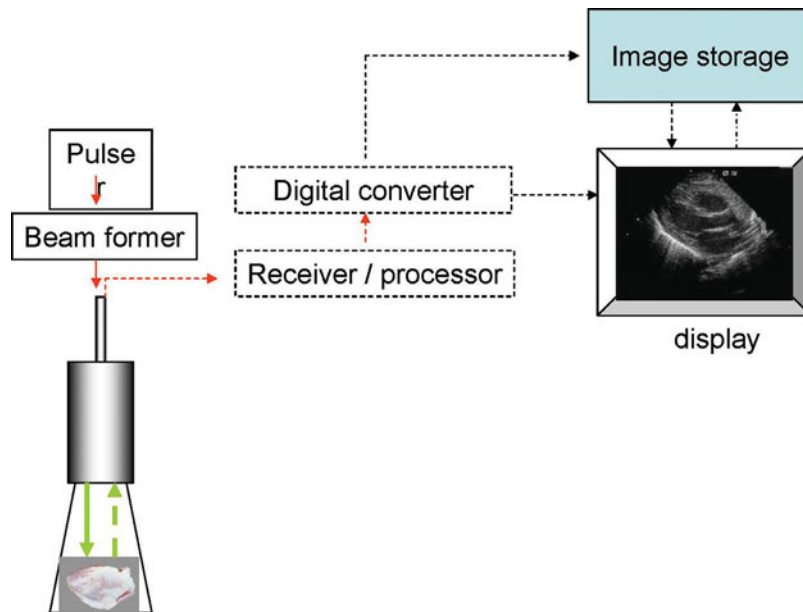 Image storage
Pulse
r
Digital converter
Beam former
Receiver / processor
display